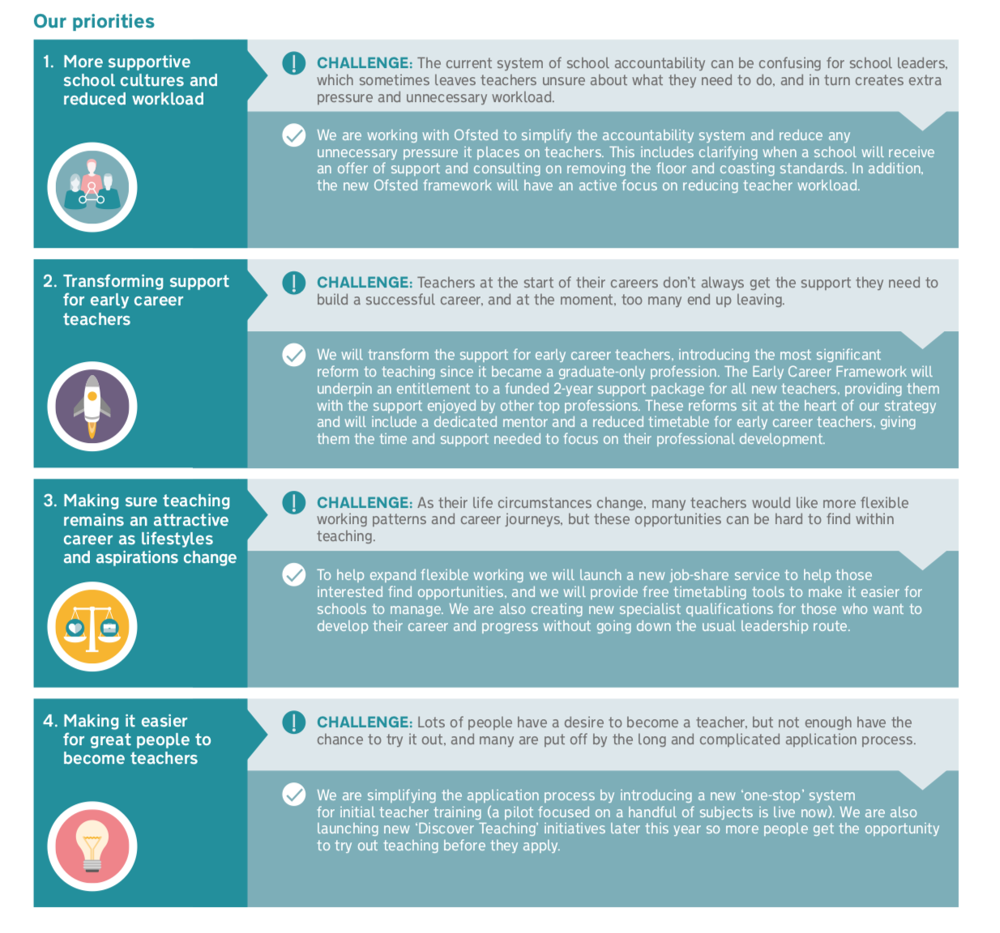 Our priorities
1. More supportive
school cultures and
reduced workload
CHALLENGE: The current system of school accountability can be confusing for school leaders,
which sometimes leaves teachers unsure about what they need to do, and in turn creates extra
pressure and unnecessary workload.
We are working with Ofsted to simplify the accountability system and reduce any
unnecessary pressure it places on teachers. This includes clarifying when a school will receive
an offer of support and consulting on removing the floor and coasting standards. In addition,
the new Ofsted framework will have an active focus on reducing teacher workload.
2. Transforming support
for early career
teachers
CHALLENGE: Teachers at the start of their careers don't always get the support they need to
build a successful career, and at the moment, too many end up leaving.
We will transform the support for early career teachers, introducing the most significant
reform to teaching since it became a graduate-only profession. The Early Career Framework will
underpin an entitlement to a funded 2-year support package for all new teachers, providing them
with the support enjoyed by other top professions. These reforms sit at the heart of our strategy
and will include a dedicated mentor and a reduced timetable for early career teachers, giving
them the time and support needed to focus on their professional development.
3. Making sure teaching
remains an attractive
career as lifestyles
and aspirations change
CHALLENGE: As their life circumstances change, many teachers would like more flexible
working patterns and career journeys, but these opportunities can be hard to find within
teaching.
To help expand flexible working we will launch a new job-share service to help those
interested find opportunities, and we will provide free timetabling tools to make it easier for
schools to manage. We are also creating new specialist qualifications for those who want to
develop their career and progress without going down the usual leadership route.
4. Making it easier
for great people to
become teachers
CHALLENGE: Lots of people have a desire to become a teacher, but not enough have the
chance to try it out, and many are put off by the long and complicated application process.
We are simplifying the application process by introducing a new 'one-stop' system
for initial teacher training (a pilot focused on a handful of subjects is live now). We are also
launching new 'Discover Teaching' initiatives later this year so more people get the opportunity
to try out teaching before they apply.